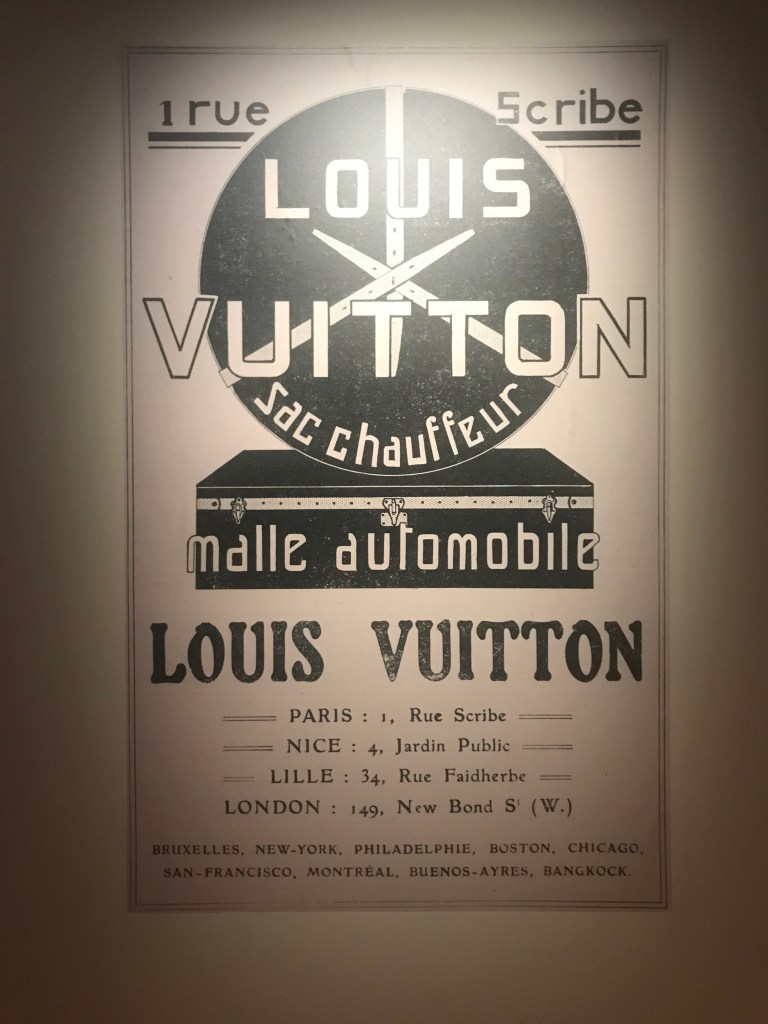 1 rue Scribe
LOUIS
VUITTON
sac chauffeur
malle automobile
LOUIS VUITTON
PARIS : 1, Rue Scribe
NICE : 4, Jardin Public
LILLE : 34, Rue Faidherbe
LONDON : 149, New Bond Sᵗ (W.)
BRUXELLES, NEW-YORK, PHILADELPHIE, BOSTON, CHICAGO,
SAN-FRANCISCO, MONTRÉAL, BUENOS-AYRES, BANGKOCK.